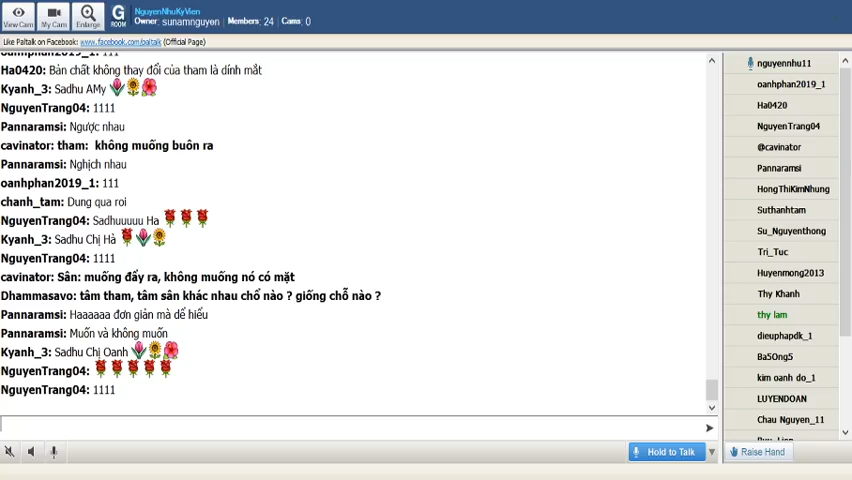 NguyenNhuKyVien
Owner: sunamnguyen , Members: 24 Cams: 0
View Cam
My Cam
Enlarge
G
ROOM
Like Paltalk on Facebook: www.facebook.com/paltalk (Official Page)
oanhphan2019_1: 111
Ha0420: Bản chất không thay đổi của tham là dính mắt
Kyanh_3: Sadhu AMy
NguyenTrang04: 1111
Pannaramsi: Ngược nhau
cavinator: tham: không muống buôn ra
Pannaramsi: Nghịch nhau
oanhphan2019_1: 111
chanh_tam: Dung qua roi
NguyenTrang04: Sadhuuuuu Ha
Kyanh_3: Sadhu Chị Hà
NguyenTrang04: 1111
cavinator: Sân: muống đẩy ra, không muống nó có mặt
Dhammasavo: tâm tham, tâm sân khác nhau chổ nào ? giống chỗ nào ?
Pannaramsi: Haaaaaa đơn giản mà dể hiểu
Pannaramsi: Muốn và không muốn
Kyanh_3: Sadhu Chị Oanh
NguyenTrang04:
NguyenTrang04: 1111
Hold to Talk
nguyennhu11
oanhphan2019_1
Ha0420
NguyenTrang04
@cavinator
Pannaramsi
HongThiKimNhung
Suthanhtam
Su_Nguyenthong
Tri_Tuc
Huyenmong2013
Thy Khanh
thy lam
dieuphapdk_1
Ba5Ong5
kim oanh do_1
LUYENDOAN
Chau Nguyen_11
Raise Hand